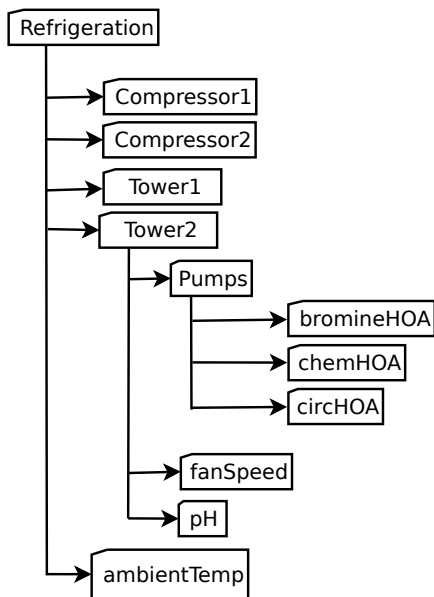 Refrigeration
Compressor1
Compressor2
Tower1
Tower2
Pumps
bromineHOA
chemHOA
circHOA
fanSpeed
pH
ambientTemp